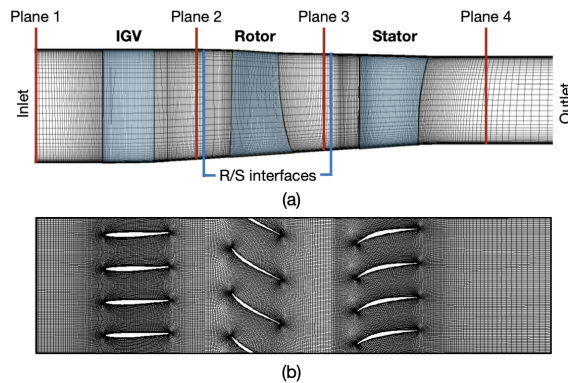 Plane 1
Plane 2
Plane 3
Plane 4
IGV
Rotor
Stator
Inlet
Outlet
R/S interfaces
(a)
(b)